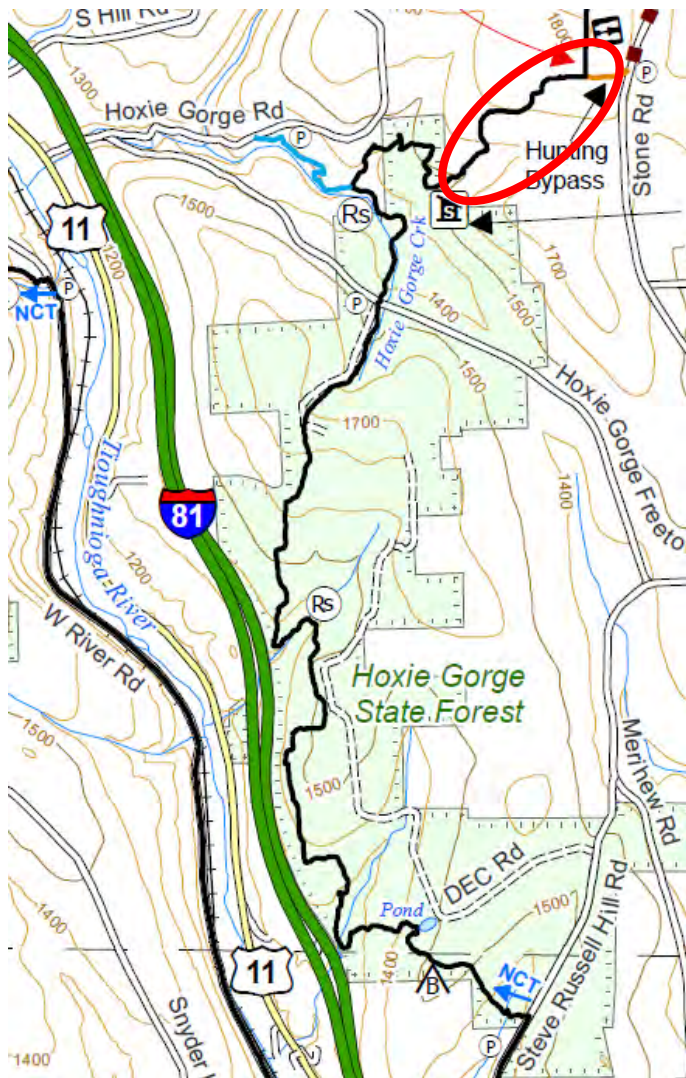 S Hill Rd
1800
1300
Hoxie Gorge Rd
P
P
Hunting
Bypass
Stone Rd
1500
Rs
11
1200
P
NCT
Hoxie Gorge Crk
1700
1400
1500
P
Hoxie Gorge Freeto
1500
1700
1400
81
Tioughnioga River
1200
W River Rd
Rs
Hoxie Gorge
State Forest
1500
1500
Merihew Rd
DEC Rd
1500
Pond
1400
1400
11
B
NCT
Steve Russell Hill Rd
P
Snyder
1300
1400